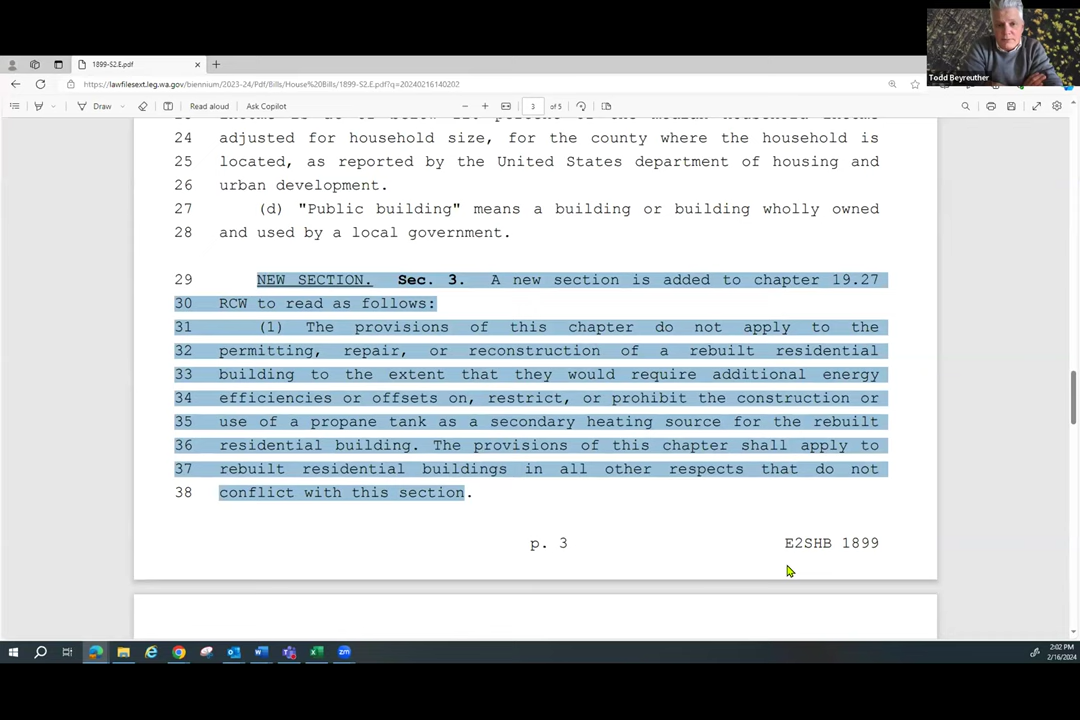 Todd Beyreuther
1899-S2.E.pdf
https://lawfilesext.leg.wa.gov/biennium/2023-24/Pdf/Bills/House%20Bills/1899-S2.E.pdf?q=20240216140202
Draw
Read aloud
Ask Copilot
3 of 5
24 adjusted for household size, for the county where the household is
25 located, as reported by the United States department of housing and
26 urban development.
27 (d) "Public building" means a building or building wholly owned
28 and used by a local government.
29 NEW SECTION. Sec. 3. A new section is added to chapter 19.27
30 RCW to read as follows:
31 (1) The provisions of this chapter do not apply to the
32 permitting, repair, or reconstruction of a rebuilt residential
33 building to the extent that they would require additional energy
34 efficiencies or offsets on, restrict, or prohibit the construction or
35 use of a propane tank as a secondary heating source for the rebuilt
36 residential building. The provisions of this chapter shall apply to
37 rebuilt residential buildings in all other respects that do not
38 conflict with this section.
p. 3 E2SHB 1899
2:02 PM
2/16/2024